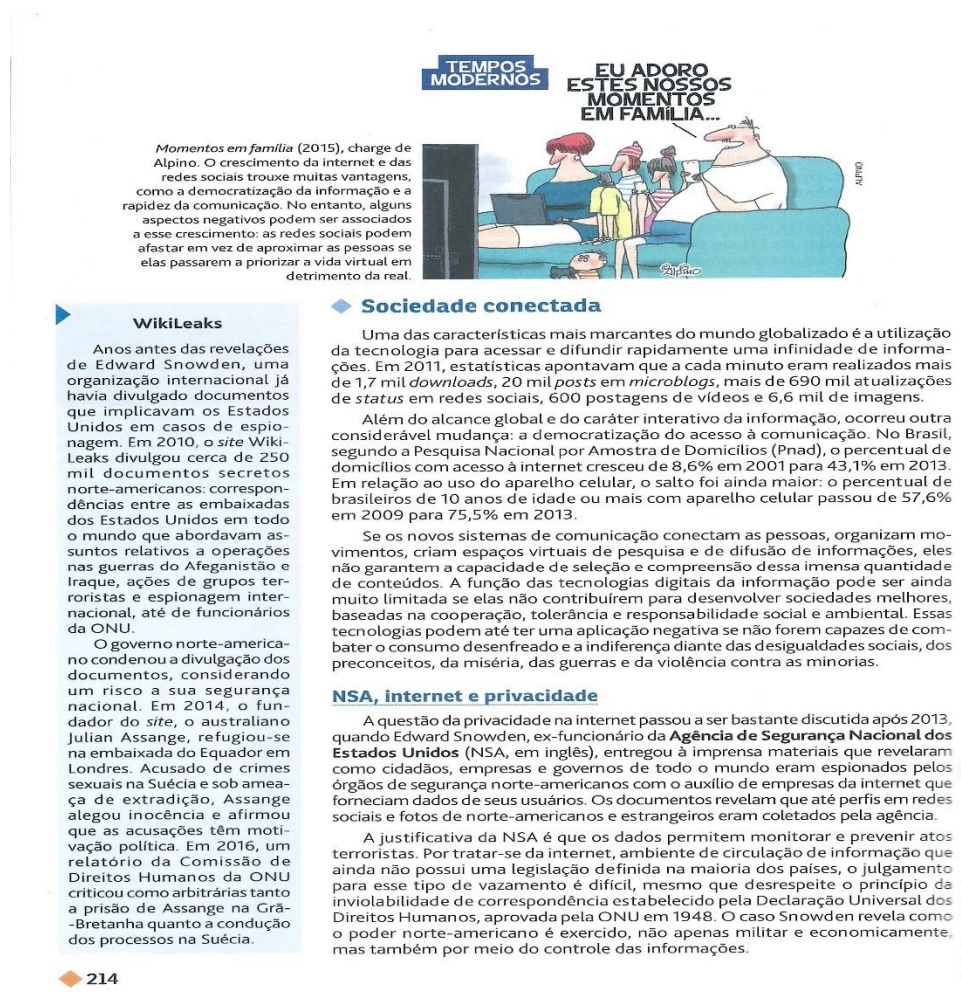 TEMPOS
MODERNOS
EU ADORO
ESTES NOSSOS
MOMENTOS
EM FAMÍLIA...
Momentos em família (2015), charge de
Alpino. O crescimento da internet e das
redes sociais trouxe muitas vantagens,
como a democratização da informação e a
rapidez da comunicação. No entanto, alguns
aspectos negativos podem ser associados
a esse crescimento: as redes sociais podem
afastar em vez de aproximar as pessoas se
elas passarem a priorizar a vida virtual em
detrimento da real.
ALPINO
Alpino
WikiLeaks
Anos antes das revelações
de Edward Snowden, uma
organização internacional já
havia divulgado documentos
que implicavam os Estados
Unidos em casos de espio-
nagem. Em 2010, o site Wiki-
Leaks divulgou cerca de 250
mil documentos secretos
norte-americanos: correspon-
dências entre as embaixadas
dos Estados Unidos em todo
o mundo que abordavam as-
suntos relativos a operações
nas guerras do Afeganistão e
Iraque, ações de grupos ter-
roristas e espionagem inter-
nacional, até de funcionários
da ONU.
O governo norte-america-
no condenou a divulgação dos
documentos, considerando
um risco a sua segurança
nacional. Em 2014, o fun-
dador do site, o australiano
Julian Assange, refugiou-se
na embaixada do Equador em
Londres. Acusado de crimes
sexuais na Suécia e sob amea-
ça de extradição, Assange
alegou inocência e afirmou
que as acusações têm moti-
vação política. Em 2016, um
relatório da Comissão de
Direitos Humanos da ONU
criticou como arbitrárias tanto
a prisão de Assange na Grã-
-Bretanha quanto a condução
dos processos na Suécia.
Sociedade conectada
Uma das características mais marcantes do mundo globalizado é a utilização
da tecnologia para acessar e difundir rapidamente uma infinidade de informa-
ções. Em 2011, estatísticas apontavam que a cada minuto eram realizados mais
de 1,7 mil downloads, 20 mil posts em microblogs, mais de 690 mil atualizações
de status em redes sociais, 600 postagens de vídeos e 6,6 mil de imagens.
Além do alcance global e do caráter interativo da informação, ocorreu outra
considerável mudança: a democratização do acesso à comunicação. No Brasil,
segundo a Pesquisa Nacional por Amostra de Domicílios (Pnad), o percentual de
domicílios com acesso à internet cresceu de 8,6% em 2001 para 43,1% em 2013.
Em relação ao uso do aparelho celular, o salto foi ainda maior: o percentual de
brasileiros de 10 anos de idade ou mais com aparelho celular passou de 57,6%
em 2009 para 75,5% em 2013.
Se os novos sistemas de comunicação conectam as pessoas, organizam mo-
vimentos, criam espaços virtuais de pesquisa e de difusão de informações, eles
não garantem a capacidade de seleção e compreensão dessa imensa quantidade
de conteúdos. A função das tecnologias digitais da informação pode ser ainda
muito limitada se elas não contribuírem para desenvolver sociedades melhores,
baseadas na cooperação, tolerância e responsabilidade social e ambiental. Essas
tecnologias podem até ter uma aplicação negativa se não forem capazes de com-
bater o consumo desenfreado e a indiferença diante das desigualdades sociais, dos
preconceitos, da miséria, das guerras e da violência contra as minorias.
NSA, internet e privacidade
A questão da privacidade na internet passou a ser bastante discutida após 2013,
quando Edward Snowden, ex-funcionário da Agência de Segurança Nacional dos
Estados Unidos (NSA, em inglês), entregou à imprensa materiais que revelaram
como cidadãos, empresas e governos de todo o mundo eram espionados pelos
órgãos de segurança norte-americanos com o auxílio de empresas da internet que
forneciam dados de seus usuários. Os documentos revelam que até perfis em redes
sociais e fotos de norte-americanos e estrangeiros eram coletados pela agência.
A justificativa da NSA é que os dados permitem monitorar e prevenir atos
terroristas. Por tratar-se da internet, ambiente de circulação de informação que
ainda não possui uma legislação definida na maioria dos países, o julgamento
para esse tipo de vazamento é difícil, mesmo que desrespeite o princípio da
inviolabilidade de correspondência estabelecido pela Declaração Universal dos
Direitos Humanos, aprovada pela ONU em 1948. O caso Snowden revela como
o poder norte-americano é exercido, não apenas militar e economicamente,
mas também por meio do controle das informações.
214